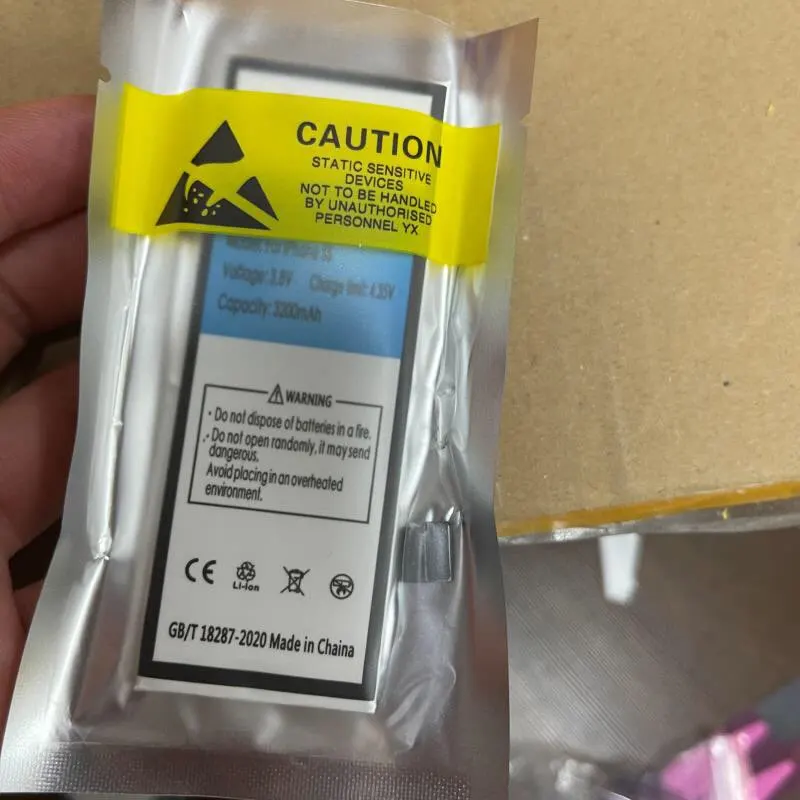 CAUTION
STATIC SENSITIVE
DEVICES
NOT TO BE HANDLED
BY UNAUTHORISED
PERSONNEL YX
Voltage: 3.8V Charge limit: 4.35V
Capacity: 3200mAh
WARNING
· Do not dispose of batteries in a fire.
· Do not open randomly, it may send
dangerous.
Avoid placing in an overheated
environment.
CE
Li-ion
GB/T 18287-2020 Made in Chaina